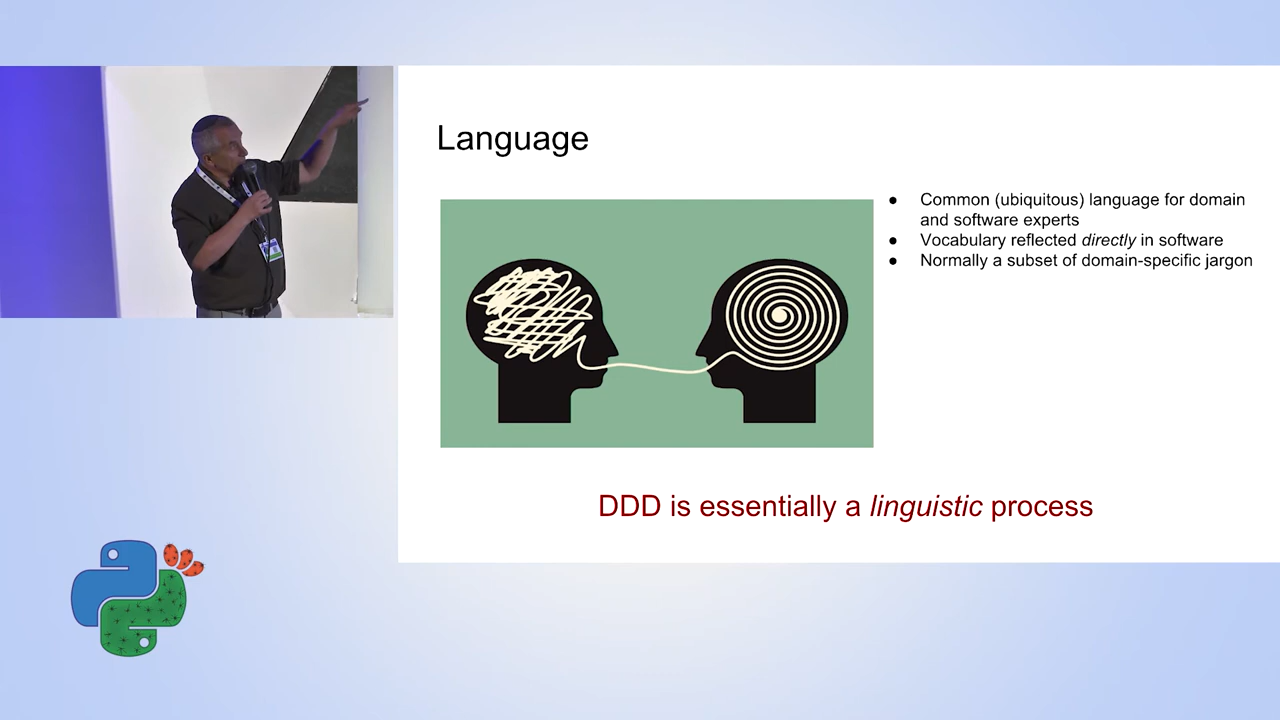 Language
● Common (ubiquitous) language for domain
and software experts
● Vocabulary reflected directly in software
● Normally a subset of domain-specific jargon
DDD is essentially a linguistic process